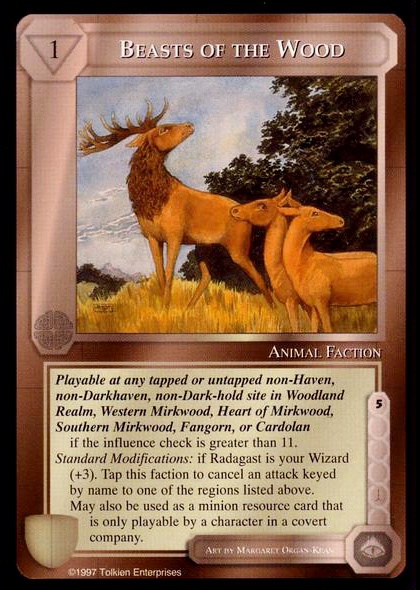 1
BEASTS OF THE WOOD
ANIMAL FACTION
Playable at any tapped or untapped non-Haven,
non-Darkhaven, non-Dark-hold site in Woodland
Realm, Western Mirkwood, Heart of Mirkwood,
Southern Mirkwood, Fangorn, or Cardolan
if the influence check is greater than 11.
Standard Modifications: if Radagast is your Wizard
(+3). Tap this faction to cancel an attack keyed
by name to one of the regions listed above.
May also be used as a minion resource card that
is only playable by a character in a covert
company.
5
ART BY MARGARET ORGAN-KEAN
©1997 Tolkien Enterprises